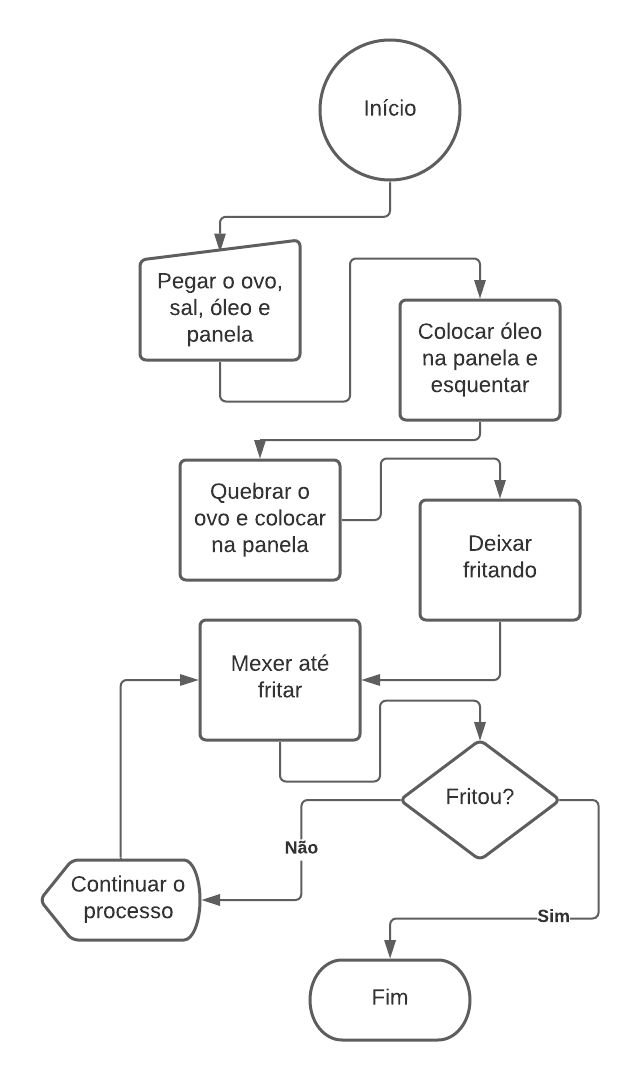 Início
Pegar o ovo,
sal, óleo e
panela
Colocar óleo
na panela e
esquentar
Quebrar o
ovo e colocar
na panela
Deixar
fritando
Mexer até
fritar
Fritou?
Não
Continuar o
processo
Sim
Fim